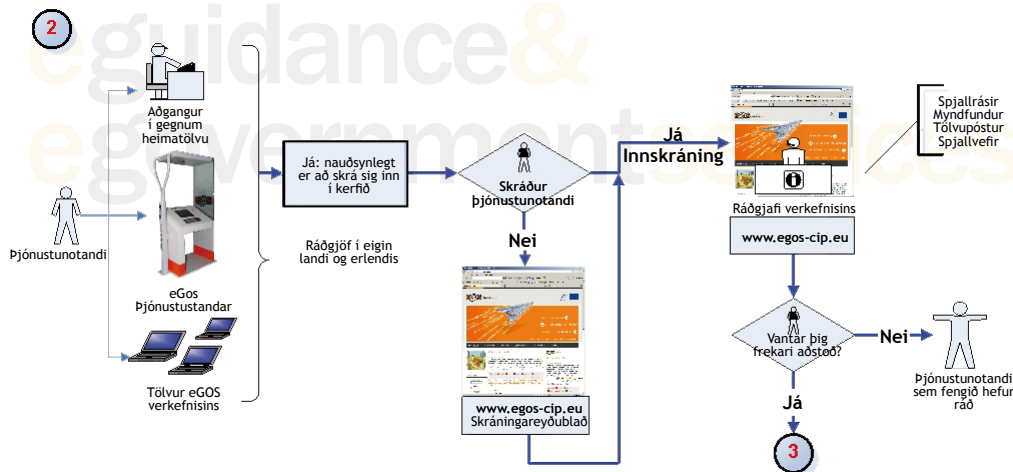 2
eguidance&
egovernmentservices
Aðgangur
í gegnum
heimatölvu
Þjónustunotandi
eGos
Þjónustustandar
Tölvur eGOS
verkefnisins
Já: nauðsynlegt
er að skrá sig inn
í kerfið
Ráðgjöf í eigin
landi og erlendis
Skráður
þjónustunotandi
Nei
www.egos-cip.eu
Skráningareyðublað
Já
Innskráning
Spjallrásir
Myndfundur
Tölvupóstur
Spjallvefir
Ráðgjafi verkefnisins
www.egos-cip.eu
Vantar þig
frekari aðstoð?
Nei
Þjónustunotandi
sem fengið hefur
ráð
Já
3